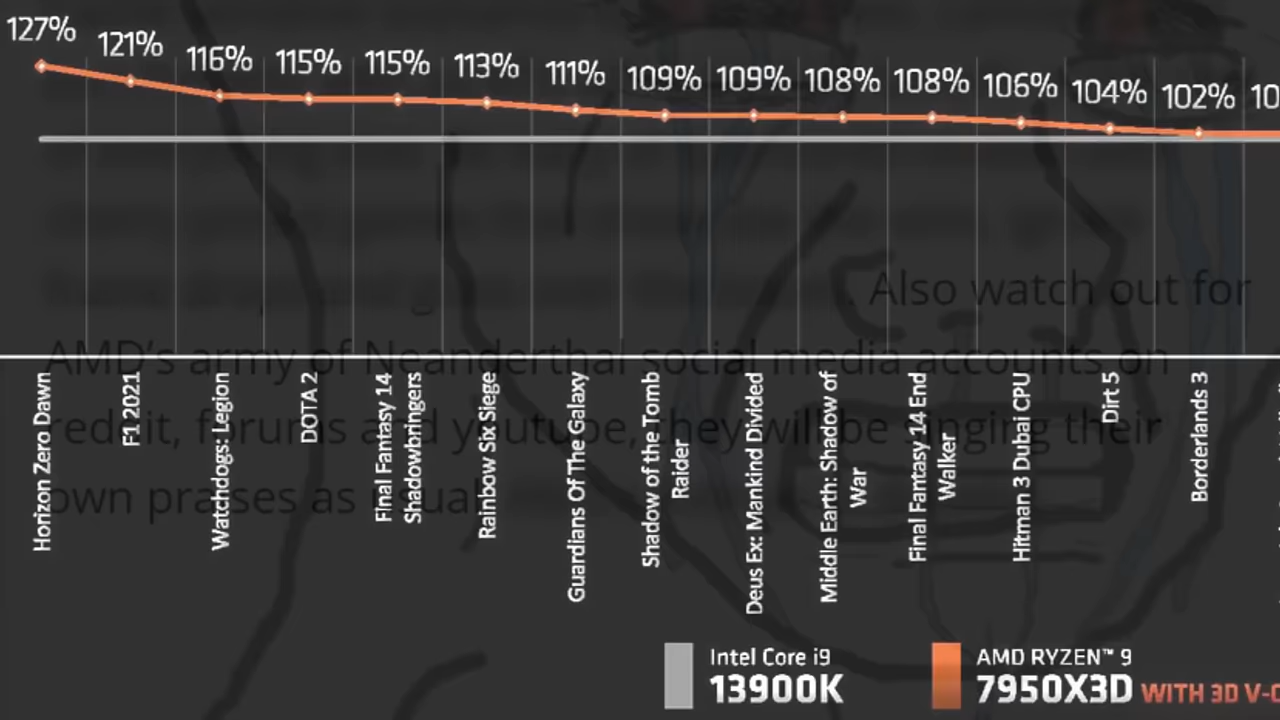 127%
121%
116%
115%
115%
113%
111%
109%
109%
108%
108%
106%
104%
102%
10
. Also watch out for
AMD's army of Neanderthal social media accounts on
reddit, forums and youtube, they will be singing their
own praises as usual
Horizon Zero Dawn
F1 2021
Watchdogs: Legion
DOTA 2
Final Fantasy 14
Shadowbringers
Rainbow Six Siege
Guardians Of The Galaxy
Shadow of the Tomb
Raider
Deus Ex: Mankind Divided
Middle Earth: Shadow of
War
Final Fantasy 14 End
Walker
Hitman 3 Dubai CPU
Dirt 5
Borderlands 3
Intel Core i9
13900K
AMD RYZEN™ 9
7950X3D WITH 3D V-C